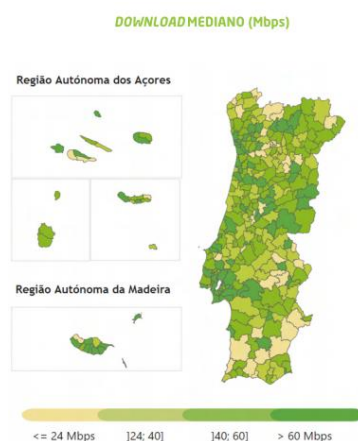 DOWNLOAD MEDIANO (Mbps)
Região Autónoma dos Açores
Região Autónoma da Madeira
<= 24 Mbps ]24; 40] ]40; 60] > 60 Mbps